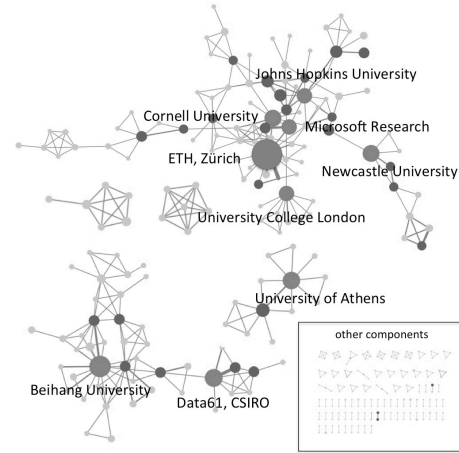 Johns Hopkins University
Cornell University
Microsoft Research
ETH, Zürich
Newcastle University
University College London
University of Athens
other components
Beihang University
Data61, CSIRO